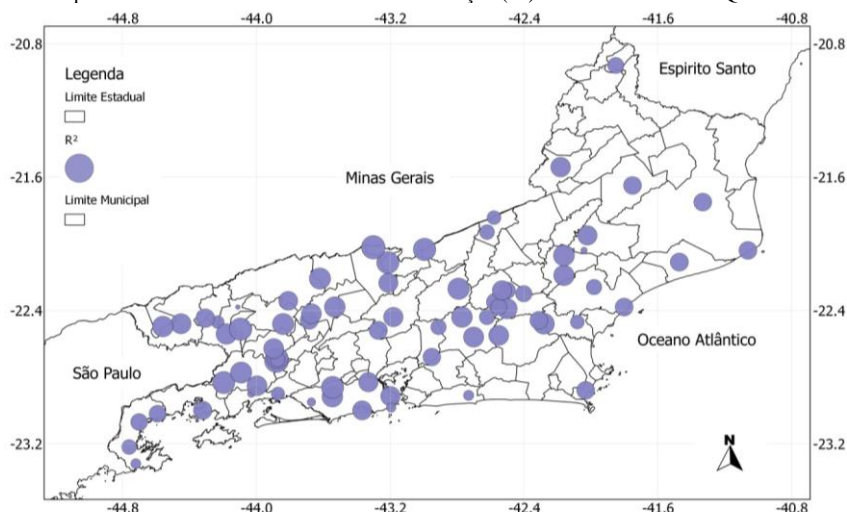 -44.8 -44.0 -43.2 -42.4 -41.6 -40.8
-20.8 -20.8
Legenda
Espirito Santo
Limite Estadual
R²
Minas Gerais
-21.6 -21.6
Limite Municipal
-22.4 -22.4
Oceano Atlântico
São Paulo
N
-23.2 -23.2
-44.8 -44.0 -43.2 -42.4 -41.6 -40.8